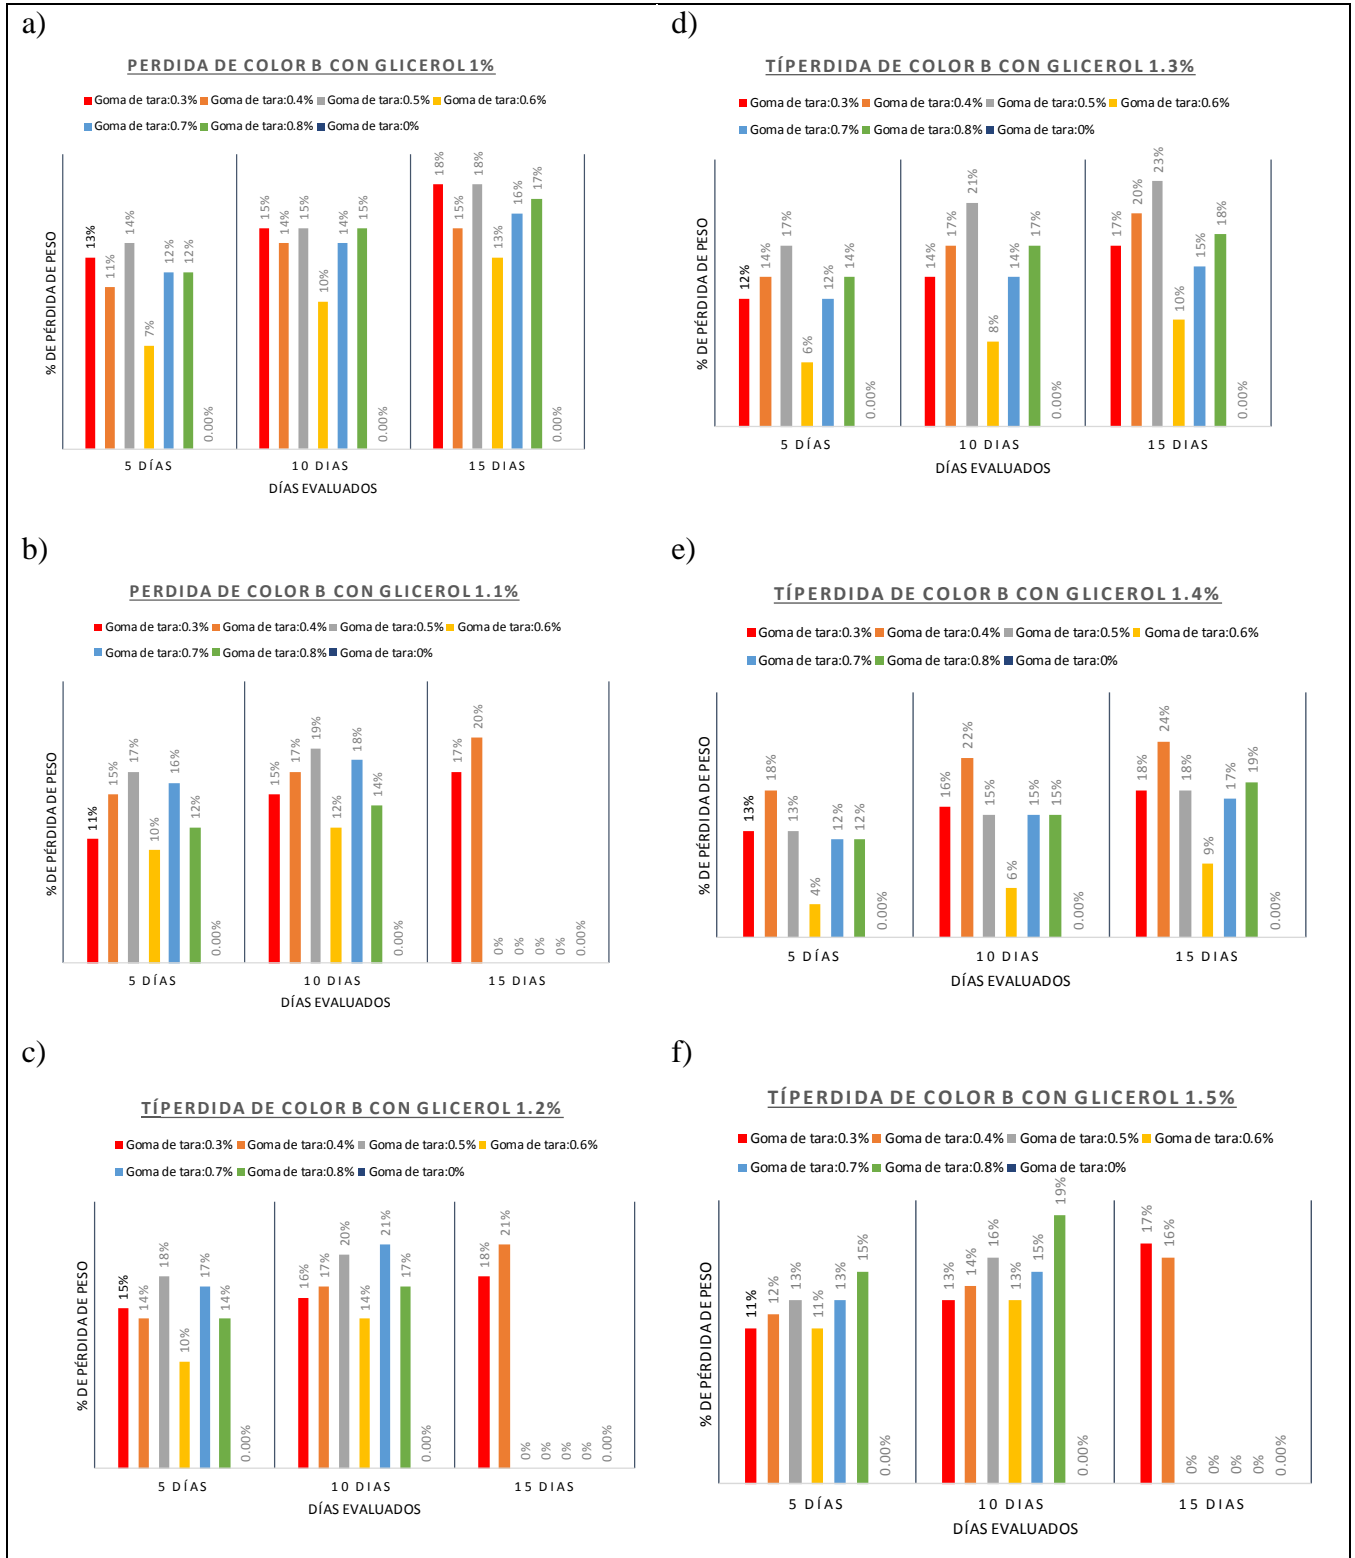 a)
PERDIDA DE COLOR B CON GLICEROL 1%
Goma de tara:0.3% Goma de tara:0.4% Goma de tara:0.5% Goma de tara:0.6%
Goma de tara:0.7% Goma de tara:0.8% Goma de tara:0%
% DE PÉRDIDA DE PESO
13% 11% 14% 7% 12% 12% 0.00%
15% 14% 15% 10% 14% 15% 0.00%
18% 15% 18% 13% 16% 17% 0.00%
5 DÍAS 10 DIAS 15 DIAS
DÍAS EVALUADOS
b)
PERDIDA DE COLOR B CON GLICEROL 1.1%
Goma de tara:0.3% Goma de tara:0.4% Goma de tara:0.5% Goma de tara:0.6%
Goma de tara:0.7% Goma de tara:0.8% Goma de tara:0%
% DE PÉRDIDA DE PESO
11% 15% 17% 10% 16% 12% 0.00%
15% 17% 19% 12% 18% 14% 0.00%
17% 20% 0% 0% 0% 0% 0.00%
5 DÍAS 10 DIAS 15 DIAS
DÍAS EVALUADOS
c)
TÍPERDIDA DE COLOR B CON GLICEROL 1.2%
Goma de tara:0.3% Goma de tara:0.4% Goma de tara:0.5% Goma de tara:0.6%
Goma de tara:0.7% Goma de tara:0.8% Goma de tara:0%
% DE PÉRDIDA DE PESO
15% 14% 18% 10% 17% 14% 0.00%
16% 17% 20% 14% 21% 17% 0.00%
18% 21% 0% 0% 0% 0% 0.00%
5 DÍAS 10 DIAS 15 DIAS
DÍAS EVALUADOS
d)
TÍPERDIDA DE COLOR B CON GLICEROL 1.3%
Goma de tara:0.3% Goma de tara:0.4% Goma de tara:0.5% Goma de tara:0.6%
Goma de tara:0.7% Goma de tara:0.8% Goma de tara:0%
% DE PÉRDIDA DE PESO
12% 14% 17% 6% 12% 14% 0.00%
14% 17% 21% 8% 14% 17% 0.00%
17% 20% 23% 10% 15% 18% 0.00%
5 DÍAS 10 DIAS 15 DIAS
DÍAS EVALUADOS
e)
TÍPERDIDA DE COLOR B CON GLICEROL 1.4%
Goma de tara:0.3% Goma de tara:0.4% Goma de tara:0.5% Goma de tara:0.6%
Goma de tara:0.7% Goma de tara:0.8% Goma de tara:0%
% DE PÉRDIDA DE PESO
13% 18% 13% 4% 12% 12% 0.00%
16% 22% 15% 6% 15% 15% 0.00%
18% 24% 18% 9% 17% 19% 0.00%
5 DÍAS 10 DIAS 15 DIAS
DÍAS EVALUADOS
f)
TÍPERDIDA DE COLOR B CON GLICEROL 1.5%
Goma de tara:0.3% Goma de tara:0.4% Goma de tara:0.5% Goma de tara:0.6%
Goma de tara:0.7% Goma de tara:0.8% Goma de tara:0%
% DE PÉRDIDA DE PESO
11% 12% 13% 11% 13% 15% 0.00%
13% 14% 16% 13% 15% 19% 0.00%
17% 16% 0% 0% 0% 0% 0.00%
5 DÍAS 10 DIAS 15 DIAS
DÍAS EVALUADOS